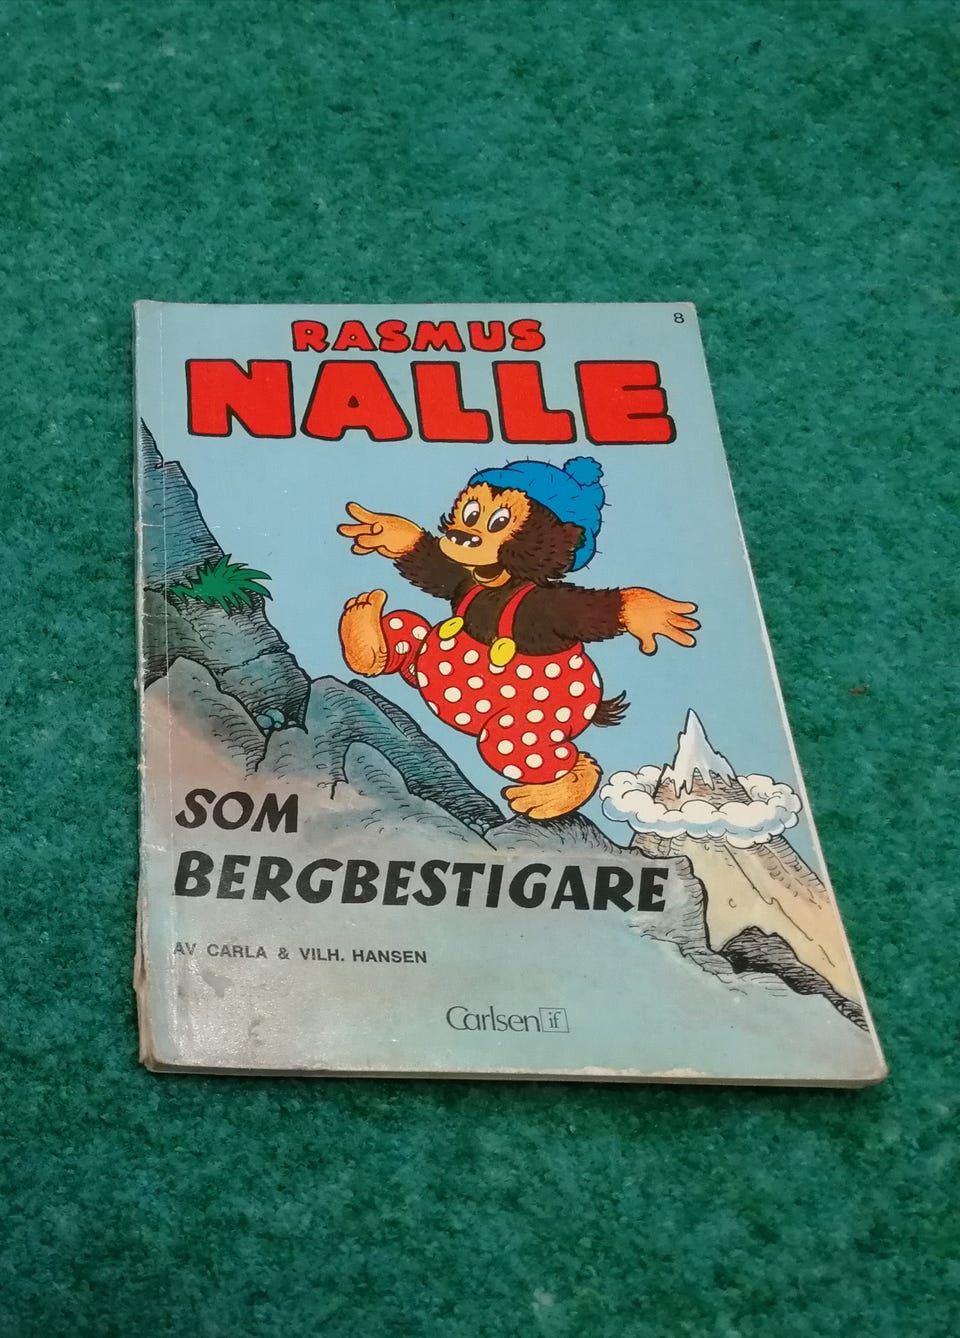 8
RASMUS
NALLE
SOM
BERGBESTIGARE
AV CARLA & VILH. HANSEN
Carlsen if